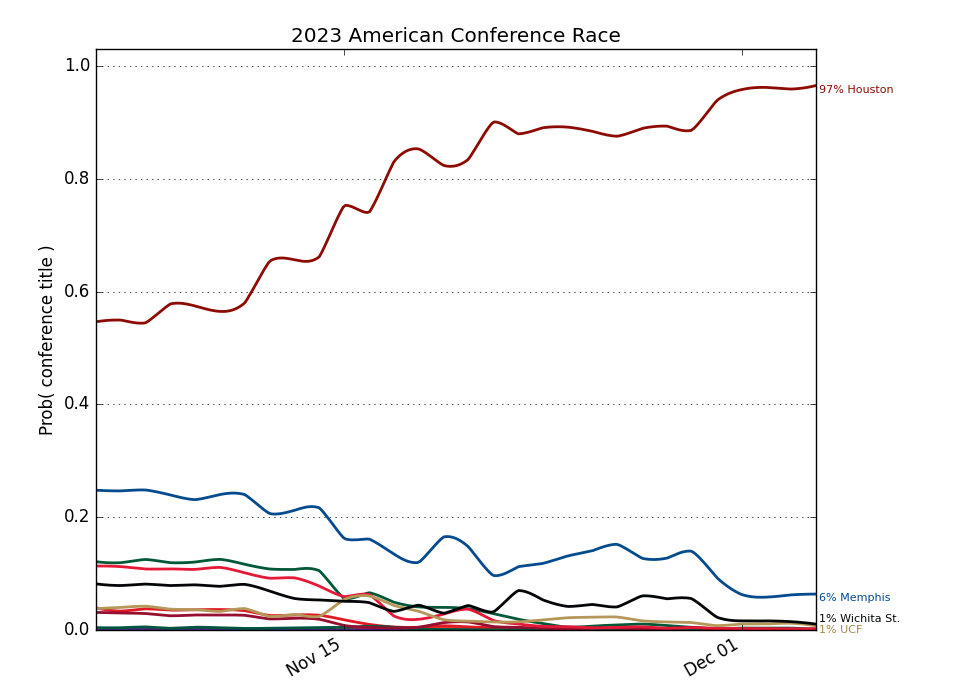 2023 American Conference Race
1.0
0.8
0.6
0.4
0.2
0.0
Prob( conference title )
97% Houston
6% Memphis
1% Wichita St.
1% UCF
Nov 15
Dec 01